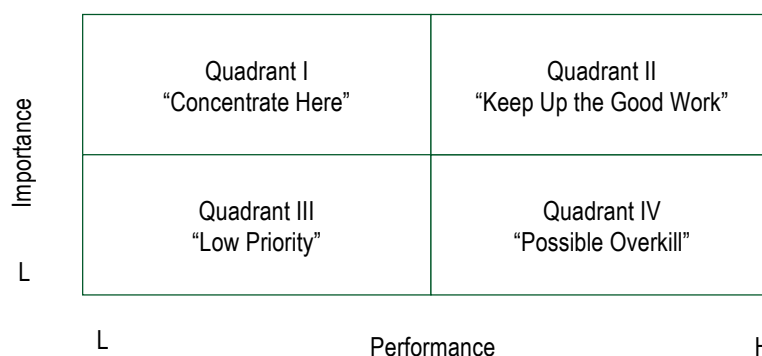 Quadrant I
“Concentrate Here”
Quadrant II
“Keep Up the Good Work”
Importance
Quadrant III
“Low Priority”
Quadrant IV
“Possible Overkill”
L
L
Performance
H